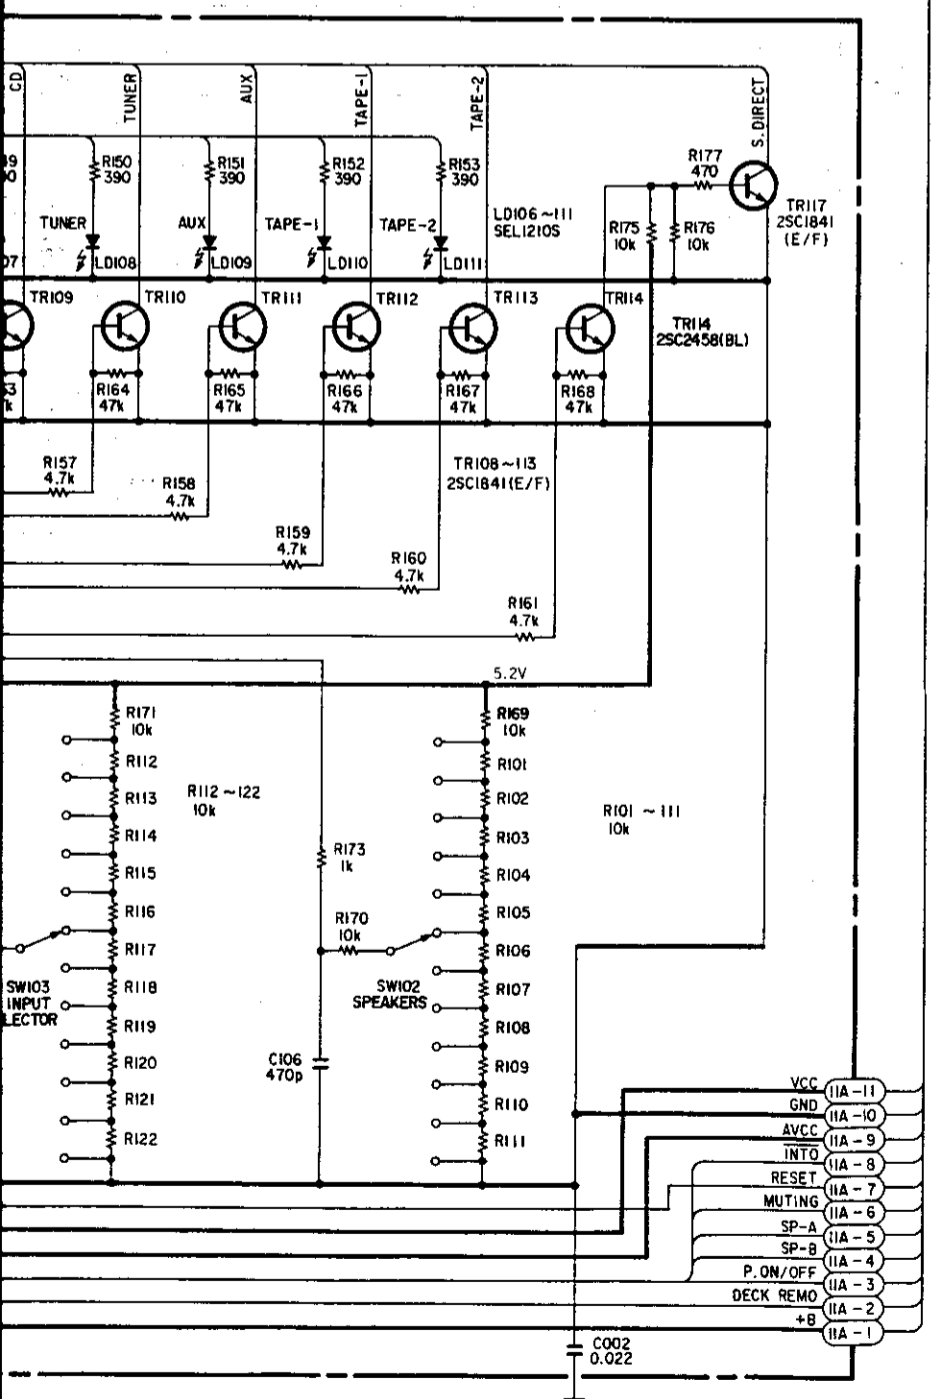 CD
TUNER
AUX
TAPE-1
TAPE-2
S.DIRECT
R150
390
R151
390
R152
390
R153
390
R177
470
TUNER
AUX
TAPE-1
TAPE-2
LD106~111
SEL1210S
R175
10k
R176
10k
TR117
2SC1841
(E/F)
LD108
LD109
LD110
LD111
TR109
TR110
TR111
TR112
TR113
TR114
TR114
2SC2458(BL)
R164
47k
R165
47k
R166
47k
R167
47k
R168
47k
R157
4.7k
R158
4.7k
TR108~113
2SC1841(E/F)
R159
4.7k
R160
4.7k
R161
4.7k
5.2V
R171
10k
R112
R113
R114
R115
R116
R117
R118
R119
R120
R121
R122
R112~122
10k
SW103
INPUT
LECTOR
R173
1k
R170
10k
SW102
SPEAKERS
C106
470p
R169
10k
R101
R102
R103
R104
R105
R106
R107
R108
R109
R110
R111
R101~111
10k
VCC 11A-11
GND 11A-10
AVCC 11A-9
INT0 11A-8
RESET 11A-7
MUTING 11A-6
SP-A 11A-5
SP-B 11A-4
P.ON/OFF 11A-3
DECK REMO 11A-2
+B 11A-1
C002
0.022